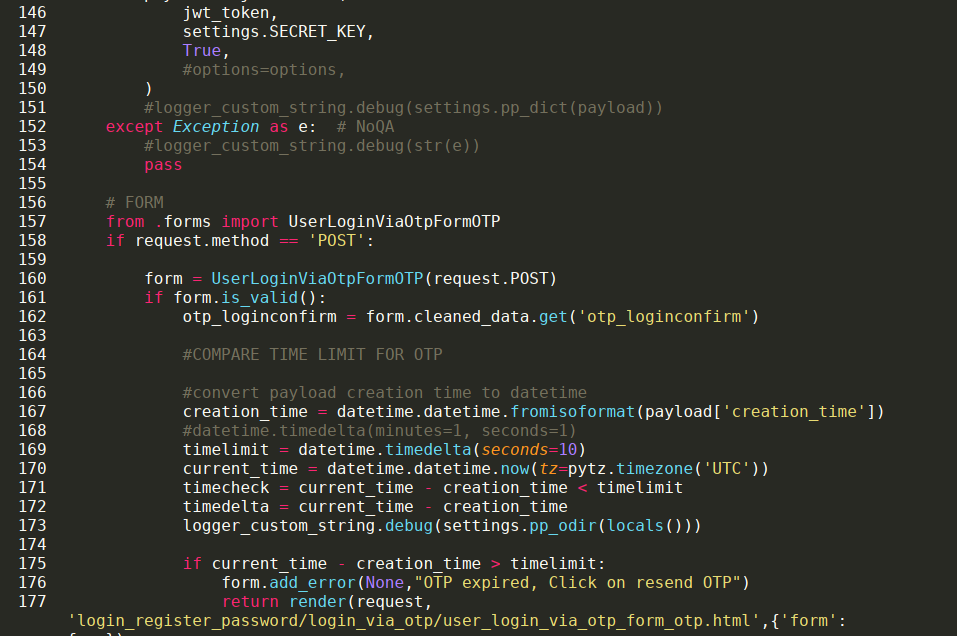 146 jwt_token,
147 settings.SECRET_KEY,
148 True,
149 #options=options,
150 )
151 #logger_custom_string.debug(settings.pp_dict(payload))
152 except Exception as e:  # NoQA
153 #logger_custom_string.debug(str(e))
154 pass
155
156 # FORM
157 from .forms import UserLoginViaOtpFormOTP
158 if request.method == 'POST':
159
160 form = UserLoginViaOtpFormOTP(request.POST)
161 if form.is_valid():
162 otp_loginconfirm = form.cleaned_data.get('otp_loginconfirm')
163
164 #COMPARE TIME LIMIT FOR OTP
165
166 #convert payload creation time to datetime
167 creation_time = datetime.datetime.fromisoformat(payload['creation_time'])
168 #datetime.timedelta(minutes=1, seconds=1)
169 timelimit = datetime.timedelta(seconds=10)
170 current_time = datetime.datetime.now(tz=pytz.timezone('UTC'))
171 timecheck = current_time - creation_time < timelimit
172 timedelta = current_time - creation_time
173 logger_custom_string.debug(settings.pp_odir(locals()))
174
175 if current_time - creation_time > timelimit:
176 form.add_error(None,"OTP expired, Click on resend OTP")
177 return render(request,
'login_register_password/login_via_otp/user_login_via_otp_form_otp.html',{'form':